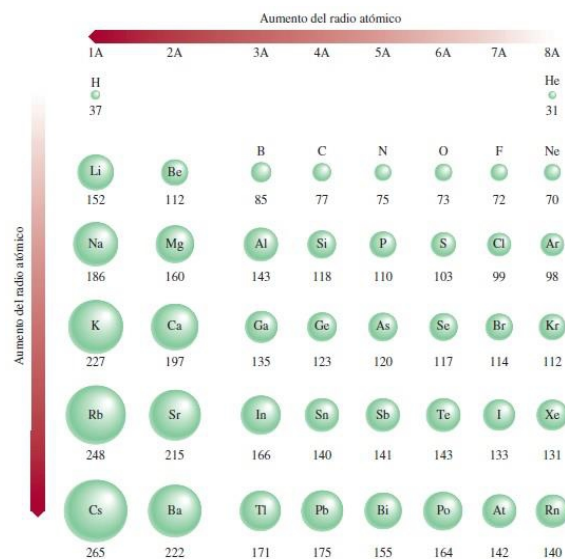 Aumento del radio atómico
1A 2A 3A 4A 5A 6A 7A 8A
Aumento del radio atómico
H He
37 31
B C N O F Ne
Li Be
152 112 85 77 75 73 72 70
Na Mg Al Si P S Cl Ar
186 160 143 118 110 103 99 98
K Ca Ga Ge As Se Br Kr
227 197 135 123 120 117 114 112
Rb Sr In Sn Sb Te I Xe
248 215 166 140 141 143 133 131
Cs Ba Tl Pb Bi Po At Rn
265 222 171 175 155 164 142 140